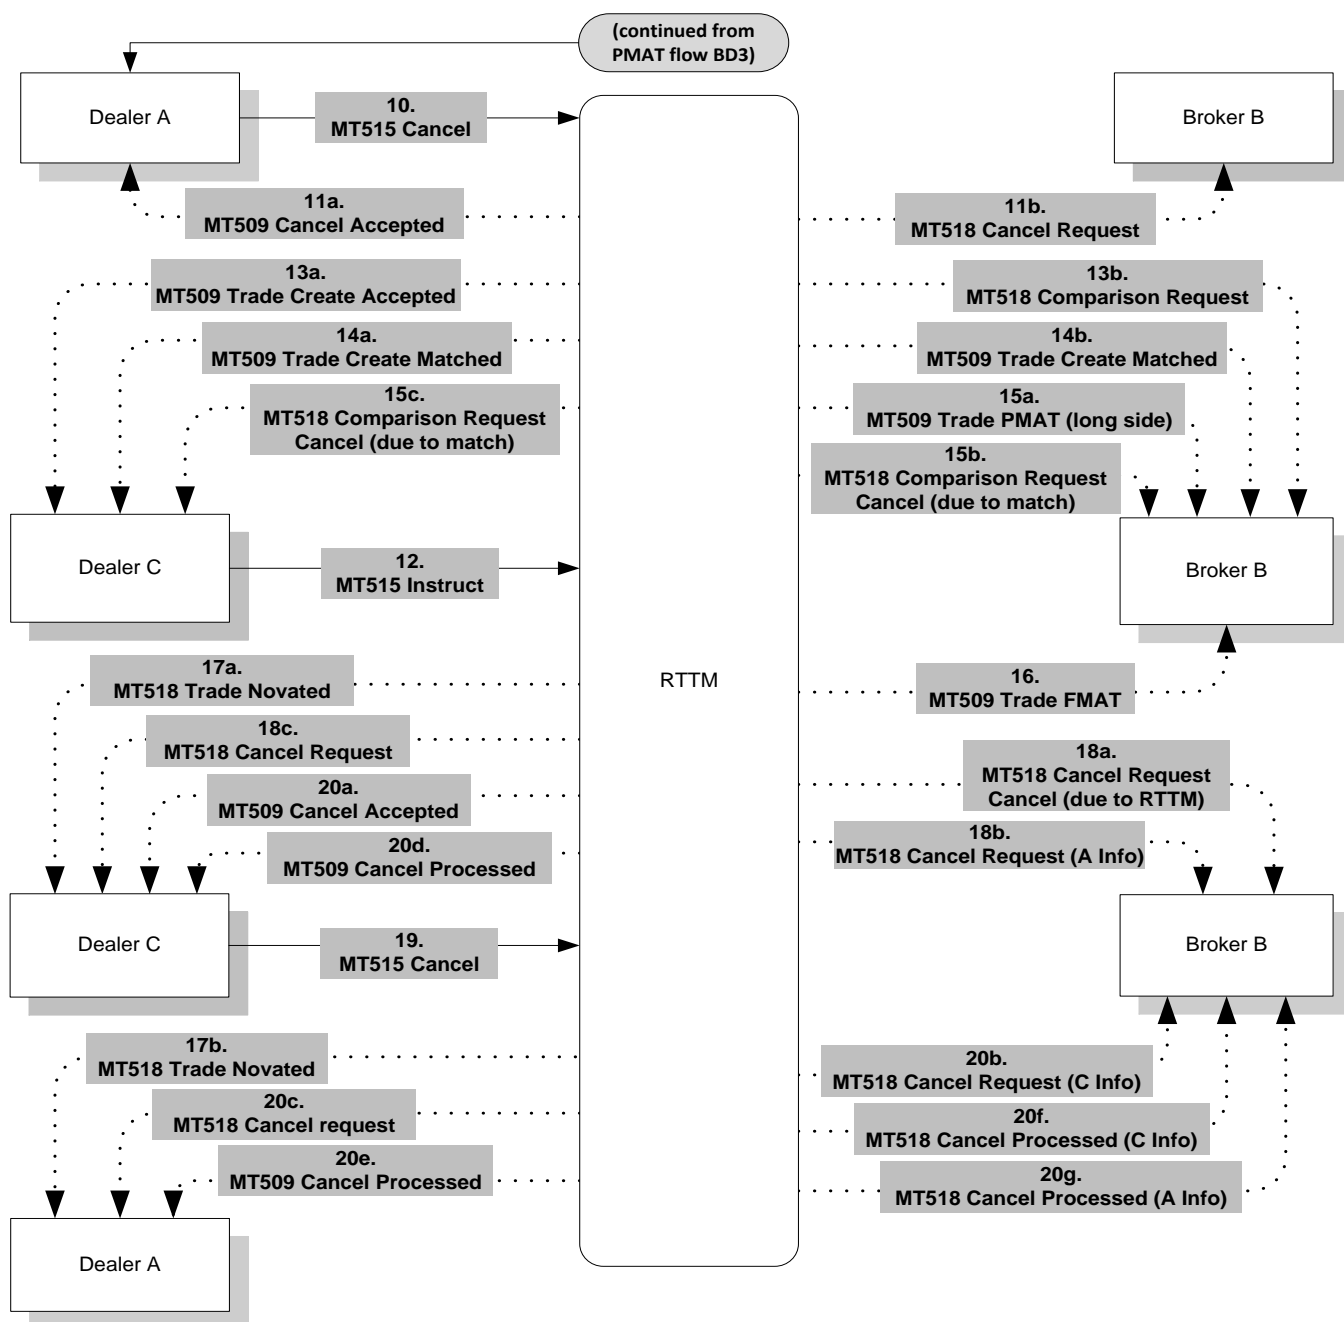 (continued from
PMAT flow BD3)
Dealer A
10.
MT515 Cancel
Broker B
11a.
MT509 Cancel Accepted
11b.
MT518 Cancel Request
13a.
MT509 Trade Create Accepted
13b.
MT518 Comparison Request
14a.
MT509 Trade Create Matched
14b.
MT509 Trade Create Matched
15c.
MT518 Comparison Request
Cancel (due to match)
15a.
MT509 Trade PMAT (long side)
15b.
MT518 Comparison Request
Cancel (due to match)
Dealer C
12.
MT515 Instruct
Broker B
RTTM
17a.
MT518 Trade Novated
16.
MT509 Trade FMAT
18c.
MT518 Cancel Request
18a.
MT518 Cancel Request
Cancel (due to RTTM)
20a.
MT509 Cancel Accepted
18b.
MT518 Cancel Request (A Info)
20d.
MT509 Cancel Processed
Dealer C
19.
MT515 Cancel
Broker B
17b.
MT518 Trade Novated
20b.
MT518 Cancel Request (C Info)
20c.
MT518 Cancel request
20f.
MT518 Cancel Processed (C Info)
20e.
MT509 Cancel Processed
20g.
MT518 Cancel Processed (A Info)
Dealer A